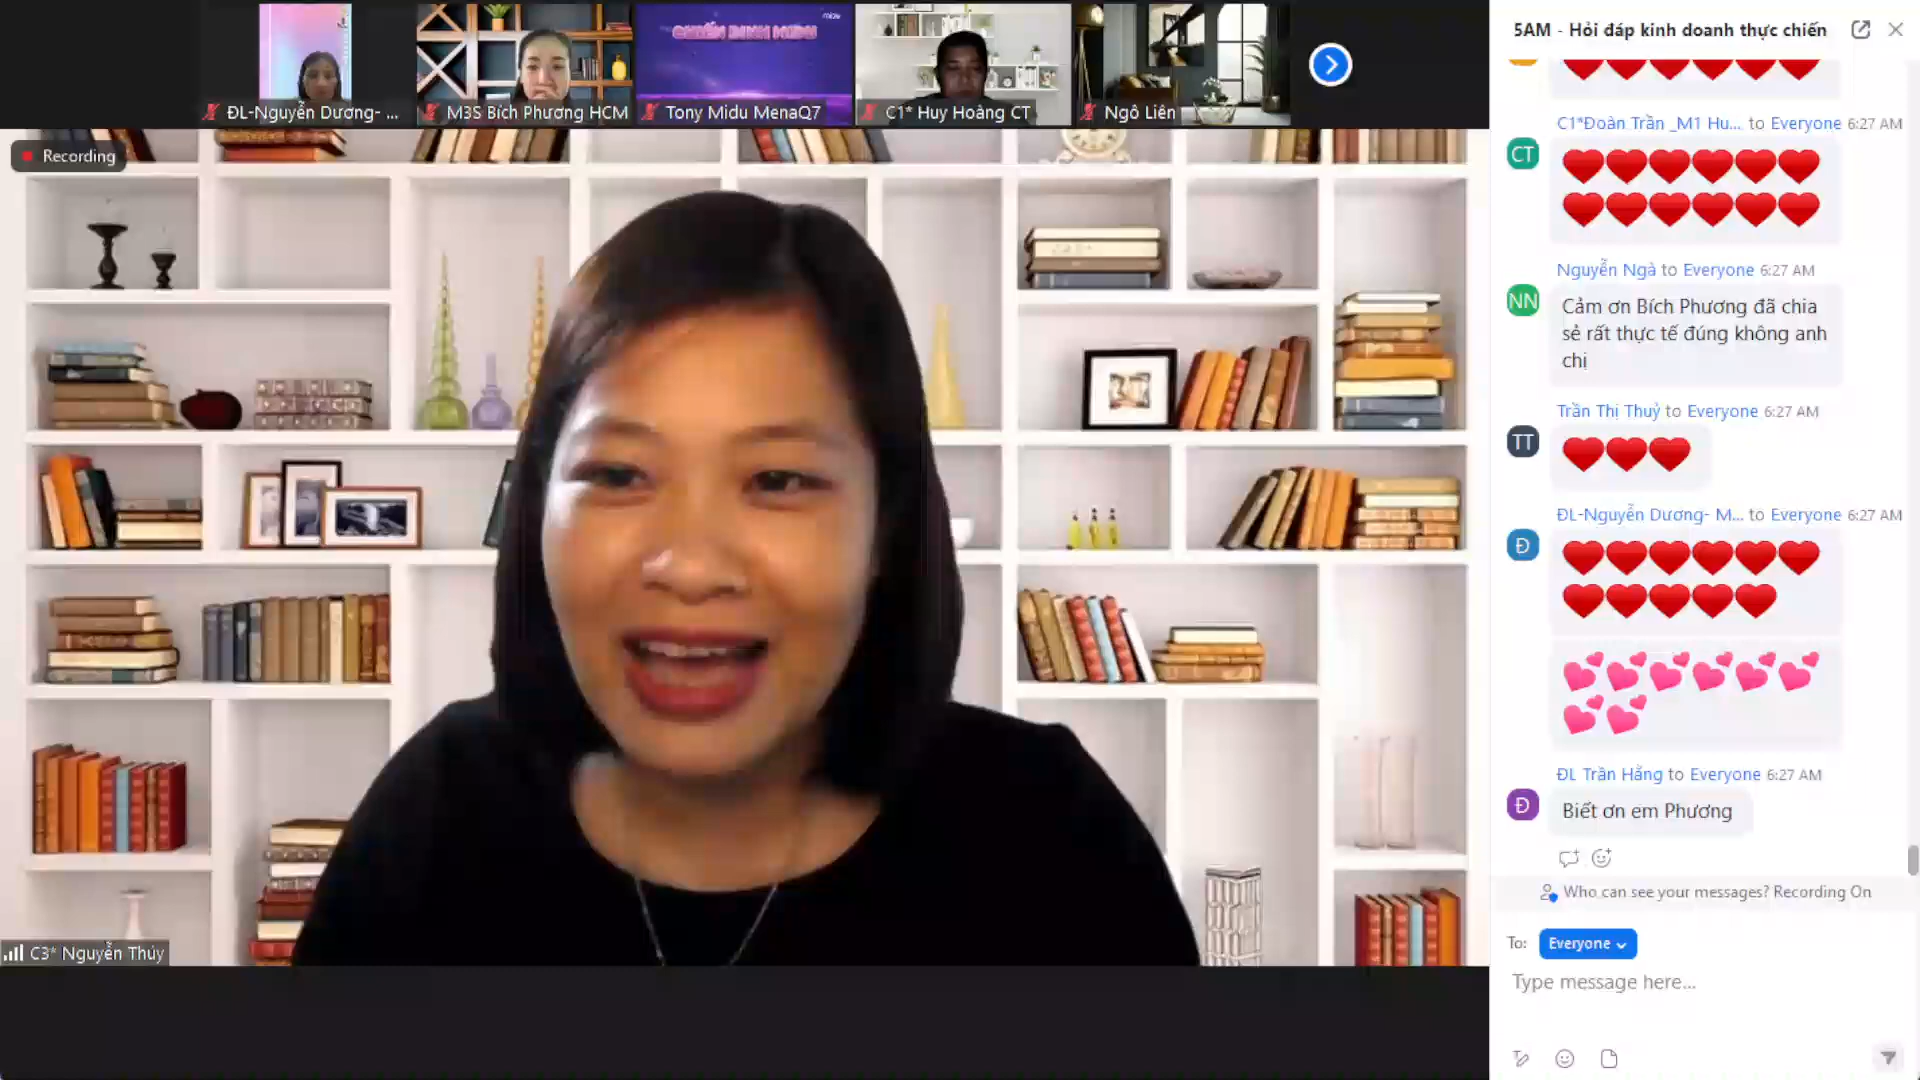 ĐL-Nguyễn Dương- ...
M3S Bích Phương HCM
CHIẾN BINH MIDU
Tony Midu MenaQ7
C1* Huy Hoàng CT
Ngô Liên
Recording
C3* Nguyễn Thúy
5AM - Hỏi đáp kinh doanh thực chiến
C1*Đoàn Trần _M1 Hu... to Everyone 6:27 AM
CT
Nguyễn Ngà to Everyone 6:27 AM
NN
Cảm ơn Bích Phương đã chia
sẻ rất thực tế đúng không anh
chị
Trần Thị Thuỷ to Everyone 6:27 AM
TT
ĐL-Nguyễn Dương- M... to Everyone 6:27 AM
Đ
ĐL Trần Hằng to Everyone 6:27 AM
Đ
Biết ơn em Phương
Who can see your messages? Recording On
To: Everyone
Type message here...